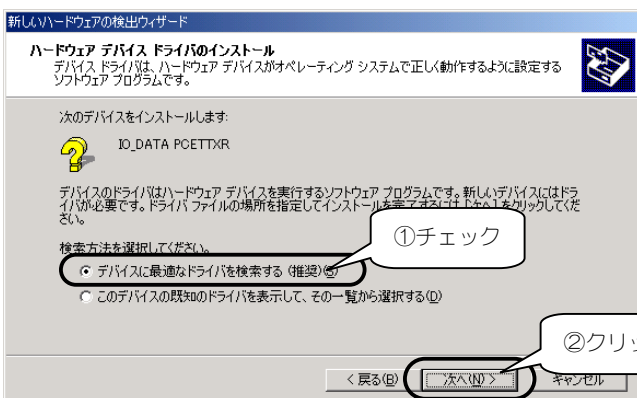 新しいハードウェアの検出ウィザード
ハードウェア デバイス ドライバのインストール
デバイス ドライバは、ハードウェア デバイスがオペレーティング システムで正しく動作するように設定する
ソフトウェア プログラムです。
次のデバイスをインストールします:
IO_DATA PCETTXR
デバイスのドライバはハードウェア デバイスを実行するソフトウェア プログラムです。新しいデバイスにはドラ
イバが必要です。ドライバ ファイルの場所を指定してインストールを完了するには [次へ] をクリックしてくだ
さい。
①チェック
検索方法を選択してください。
デバイスに最適なドライバを検索する (推奨)(S)
このデバイスの既知のドライバを表示して、その一覧から選択する(D)
②クリッ
< 戻る(B)
次へ(N) >
キャンセル